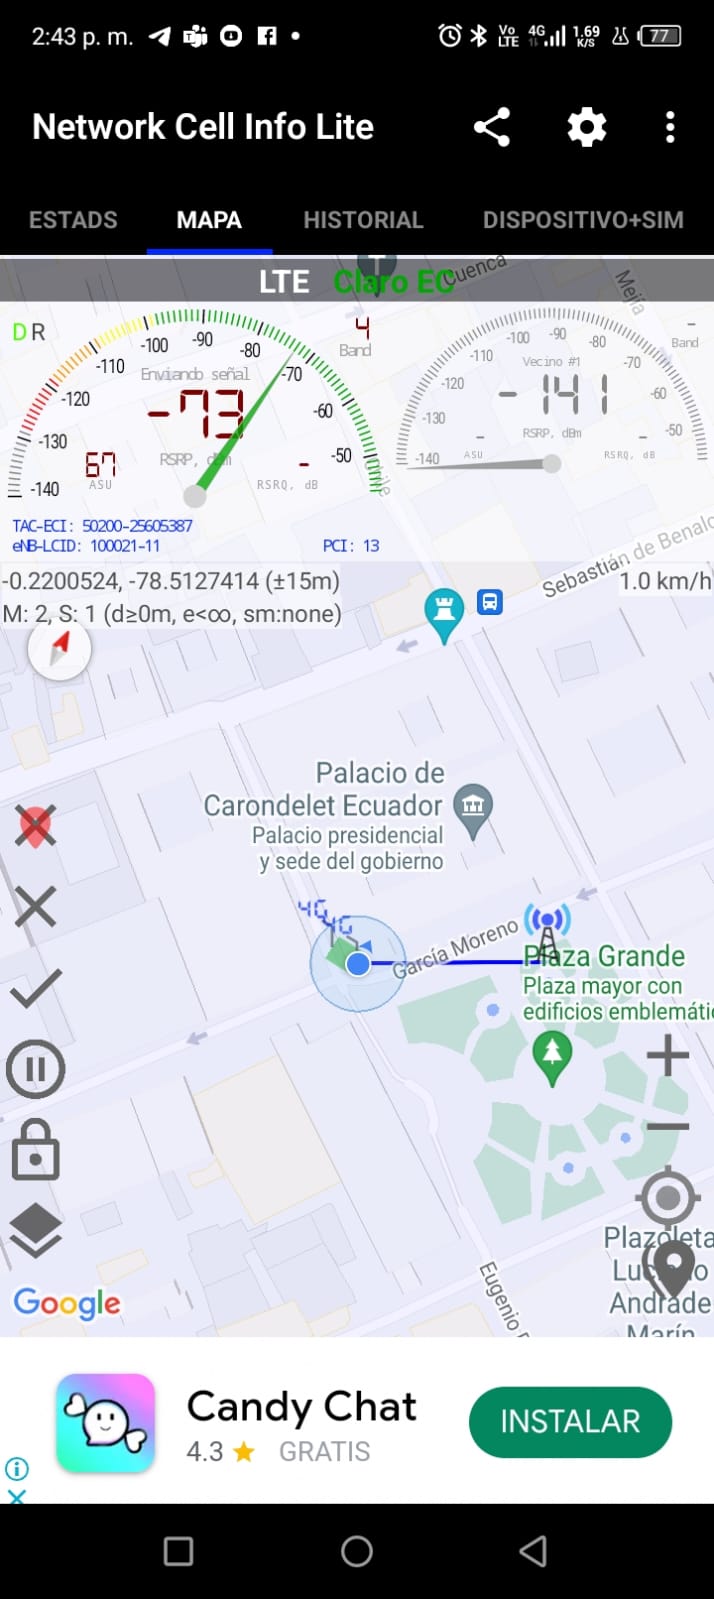 2:43 p. m.
Vo LTE 4G 1.69 K/S 77
Network Cell Info Lite
ESTADS MAPA HISTORIAL DISPOSITIVO+SIM
LTE Claro EC
Cuenca
Mejía
D R
-140 -130 -120 -110 -100 -90 -80 -70 -60 -50
4
Band
Enviando señal
-73
RSRP, dBm
67
ASU
-
RSRQ, dB
-140 -130 -120 -110 -100 -90 -80 -70 -60 -50
-
Band
Vecino #1
-141
RSRP, dBm
-
ASU
-
RSRQ, dB
Chile
TAC-ECI: 50200-25605387
eNB-LCID: 100021-11 PCI: 13
-0.2200524, -78.5127414 (±15m) 1.0 km/h
M: 2, S: 1 (d≥0m, e<∞, sm:none)
Sebastián de Benalc
Palacio de
Carondelet Ecuador
Palacio presidencial
y sede del gobierno
4G
4G
García Moreno
Plaza Grande
Plaza mayor con
edificios emblemáti
Plazoleta
Andrade
Marín
Eugenio
Google
Candy Chat
4.3 ★ GRATIS
INSTALAR